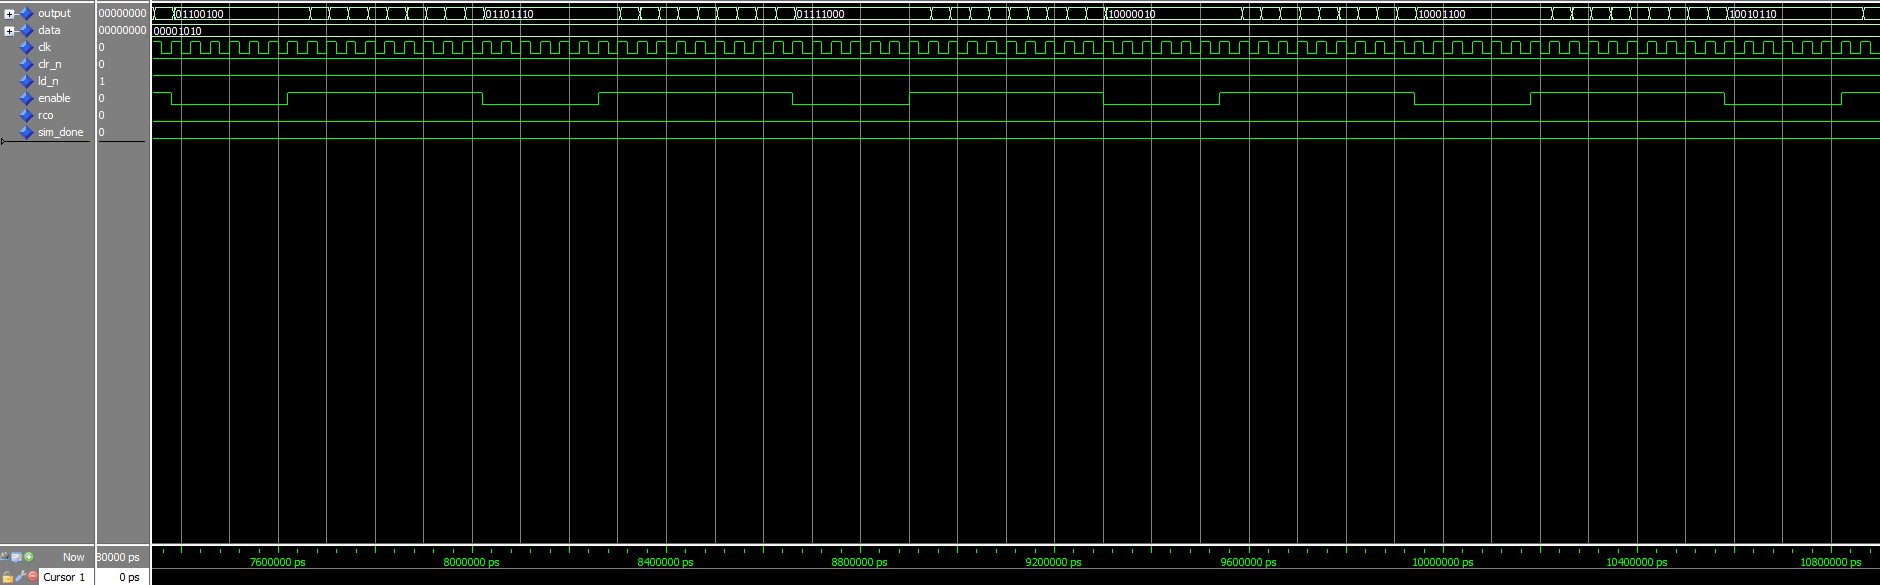 output 00000000 01100100 01101110 01111000 10000010 10001100 10010110
data 00000000 00001010
clk 0
clr_n 0
ld_n 1
enable 0
rco 0
sim_done 0
Now 80000 ps 7600000 ps 8000000 ps 8400000 ps 8800000 ps 9200000 ps 9600000 ps 10000000 ps 10400000 ps 10800000 ps
Cursor 1 0 ps